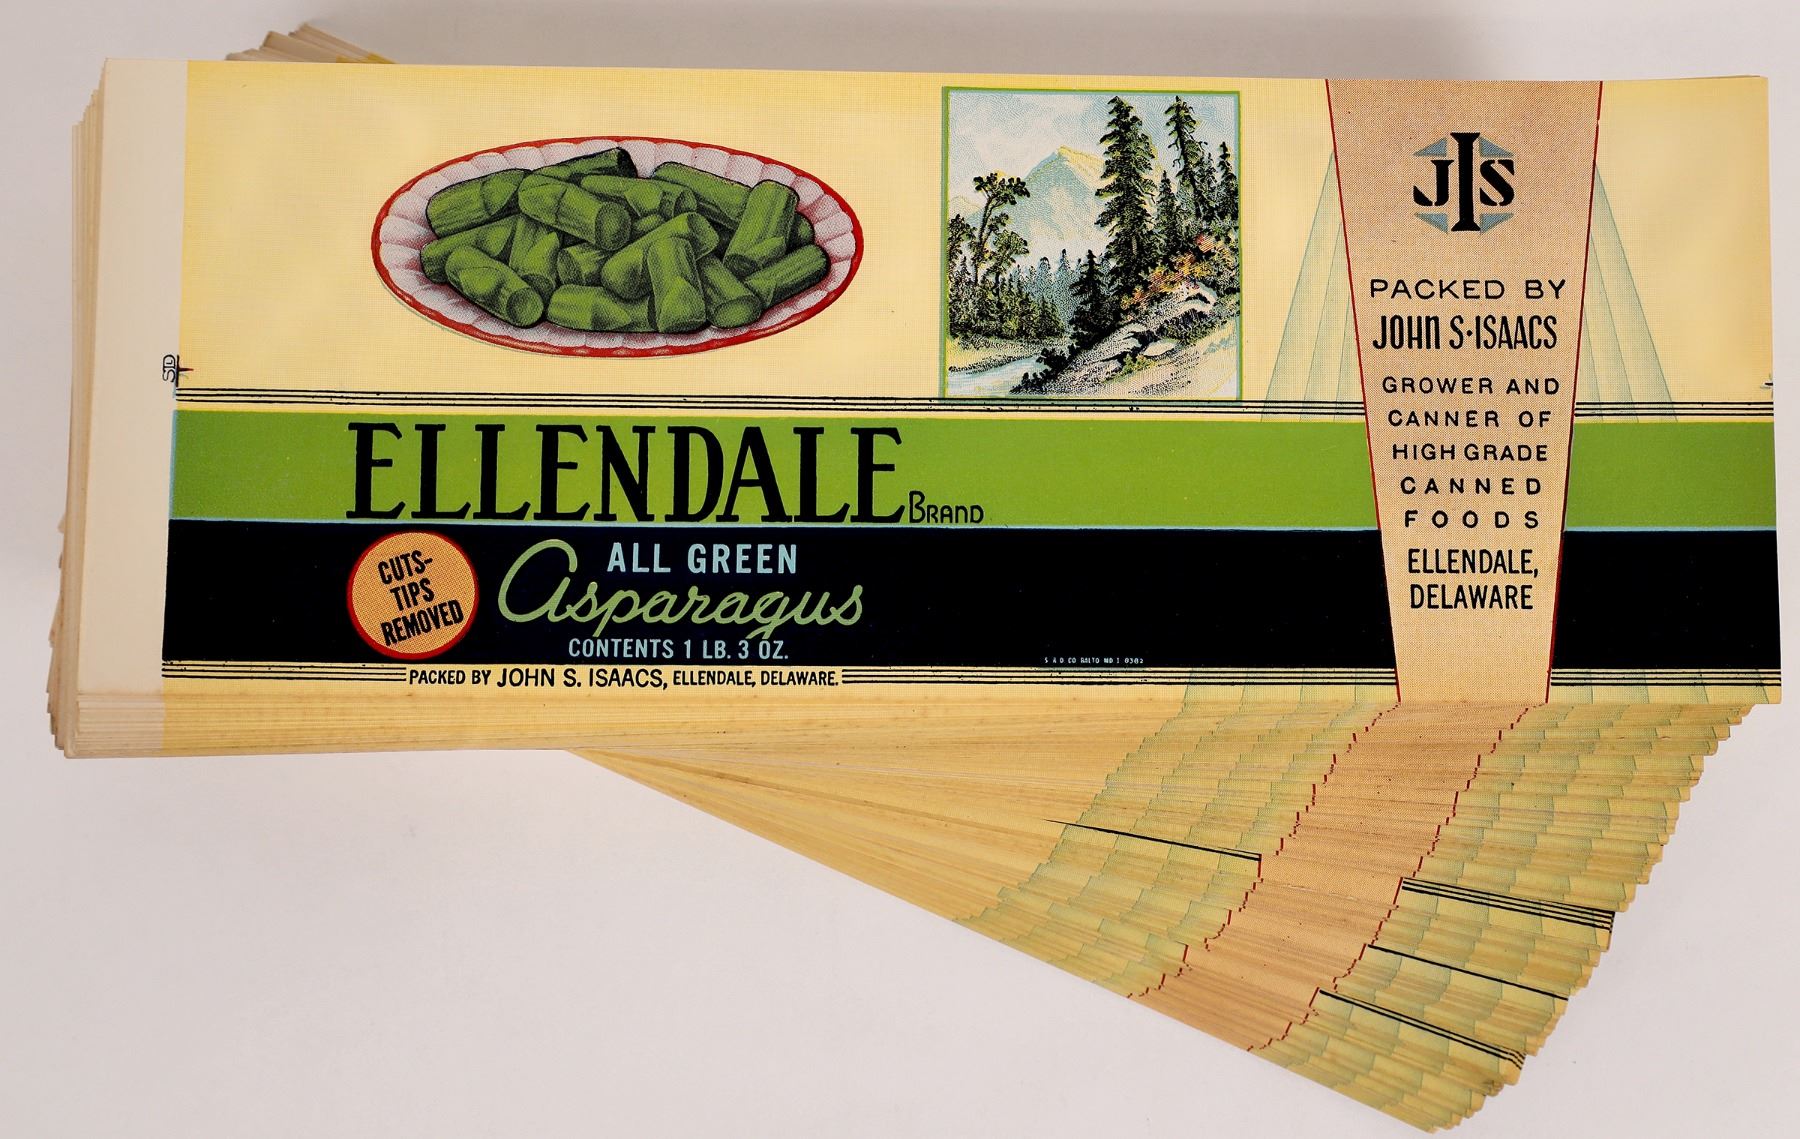 ELLENDALE BRAND
CUTS-
TIPS
REMOVED
ALL GREEN
Asparagus
CONTENTS 1 LB. 3 OZ.
PACKED BY JOHN S. ISAACS, ELLENDALE, DELAWARE.
JIS
PACKED BY
JOHN S·ISAACS
GROWER AND
CANNER OF
HIGH GRADE
CANNED
FOODS
ELLENDALE,
DELAWARE